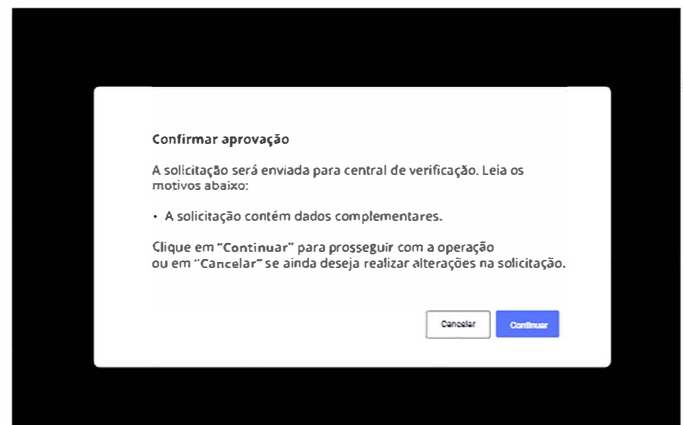 Confirmar aprovação
A solicitação será enviada para central de verificação. Leia os
motivos abaixo:
• A solicitação contém dados complementares.
Clique em "Continuar" para prosseguir com a operação
ou em "Cancelar" se ainda deseja realizar alterações na solicitação.
Cancelar
Continuar